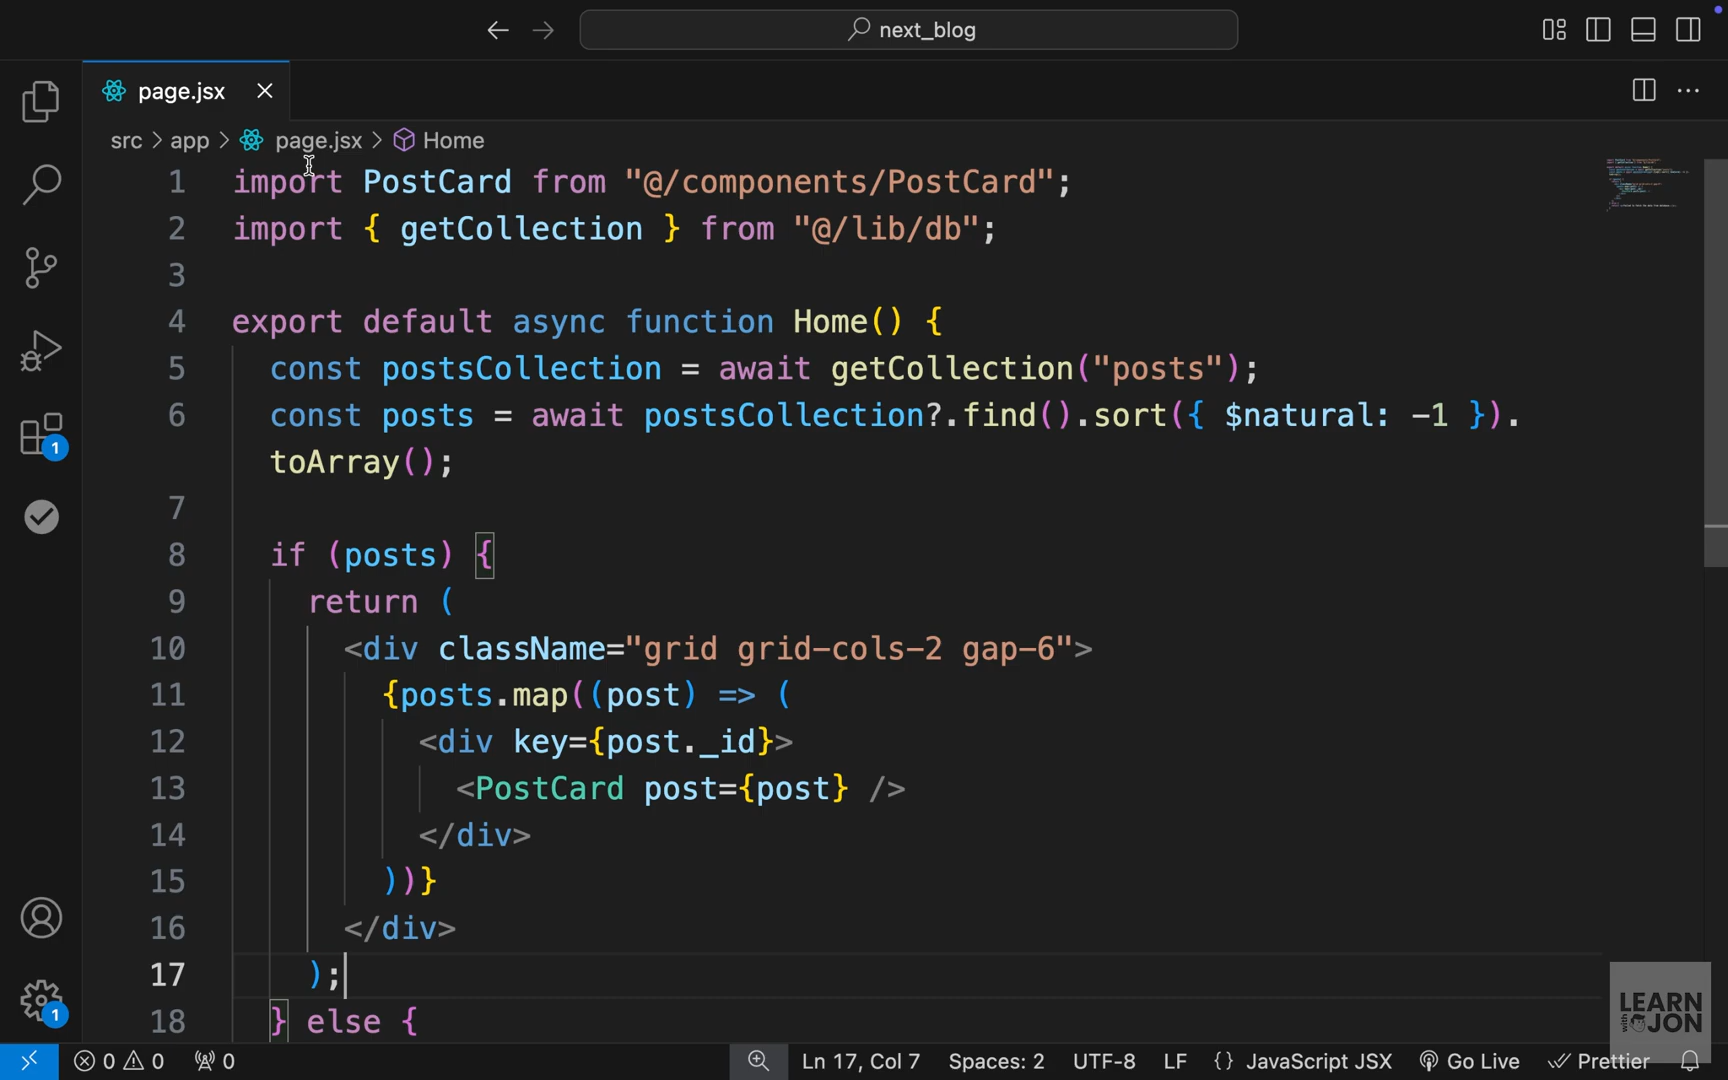 next_blog
page.jsx
src > app > page.jsx > Home
1 import PostCard from "@/components/PostCard";
2 import { getCollection } from "@/lib/db";
3
4 export default async function Home() {
5 const postsCollection = await getCollection("posts");
6 const posts = await postsCollection?.find().sort({ $natural: -1 }).
toArray();
7
8 if (posts) {
9 return (
10 <div className="grid grid-cols-2 gap-6">
11 {posts.map((post) => (
12 <div key={post._id}>
13 <PostCard post={post} />
14 </div>
15 ))}
16 </div>
17 );
18 } else {
1
1
LEARN
with JON
0 0 0 Ln 17, Col 7 Spaces: 2 UTF-8 LF {} JavaScript JSX Go Live Prettier